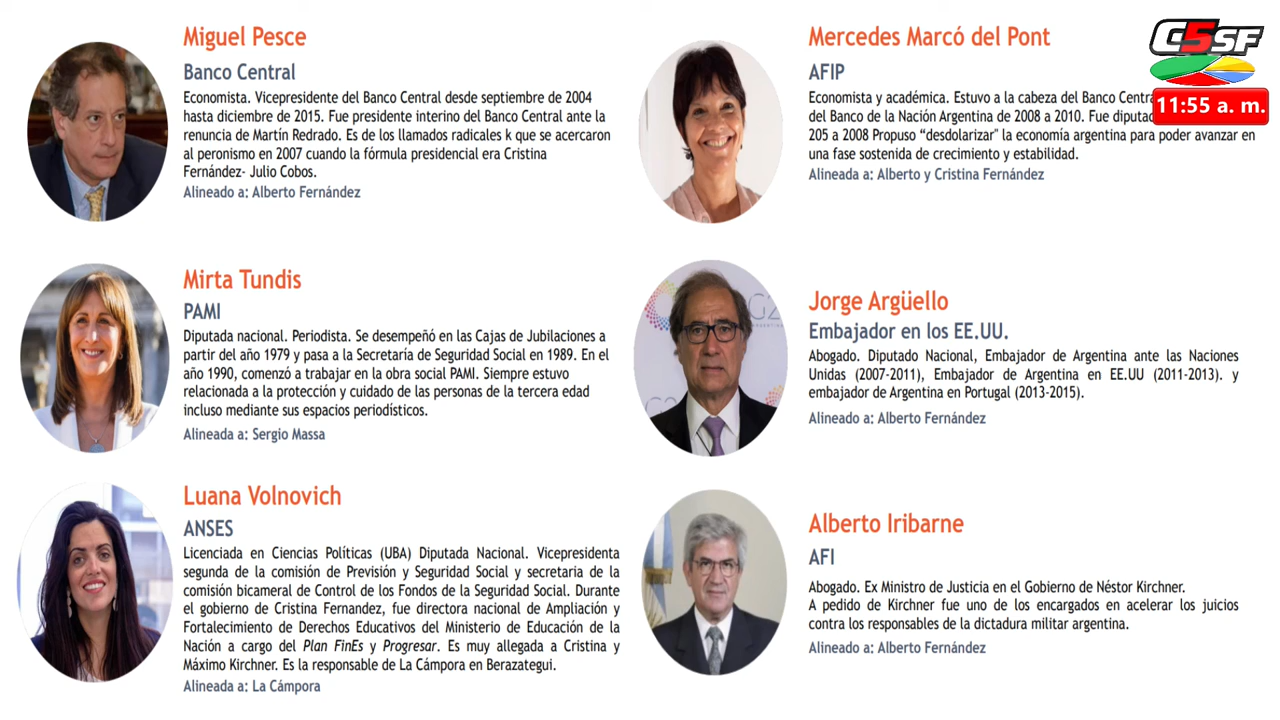 Miguel Pesce
Banco Central
Economista. Vicepresidente del Banco Central desde septiembre de 2004
hasta diciembre de 2015. Fue presidente interino del Banco Central ante la
renuncia de Martín Redrado. Es de los llamados radicales k que se acercaron
al peronismo en 2007 cuando la fórmula presidencial era Cristina
Fernández- Julio Cobos.
Alineado a: Alberto Fernández
Mirta Tundis
PAMI
Diputada nacional. Periodista. Se desempeñó en las Cajas de Jubilaciones a
partir del año 1979 y pasa a la Secretaría de Seguridad Social en 1989. En el
año 1990, comenzó a trabajar en la obra social PAMI. Siempre estuvo
relacionada a la protección y cuidado de las personas de la tercera edad
incluso mediante sus espacios periodísticos.
Alineada a: Sergio Massa
Luana Volnovich
ANSES
Licenciada en Ciencias Políticas (UBA) Diputada Nacional. Vicepresidenta
segunda de la comisión de Previsión y Seguridad Social y secretaria de la
comisión bicameral de Control de los Fondos de la Seguridad Social. Durante
el gobierno de Cristina Fernandez, fue directora nacional de Ampliación y
Fortalecimiento de Derechos Educativos del Ministerio de Educación de la
Nación a cargo del Plan FinEs y Progresar. Es muy allegada a Cristina y
Máximo Kirchner. Es la responsable de La Cámpora en Berazategui.
Alineada a: La Cámpora
Mercedes Marcó del Pont
AFIP
Economista y académica. Estuvo a la cabeza del Banco
del Banco de la Nación Argentina de 2008 a 2010. Fue
205 a 2008 Propuso “desdolarizar" la economía argentina para poder avanzar en
una fase sostenida de crecimiento y estabilidad.
Alineada a: Alberto y Cristina Fernández
Jorge Argüello
Embajador en los EE.UU.
Abogado. Diputado Nacional, Embajador de Argentina ante las Naciones
Unidas (2007-2011), Embajador de Argentina en EE.UU (2011-2013). y
embajador de Argentina en Portugal (2013-2015).
Alineado a: Alberto Fernández
Alberto Iribarne
AFI
Abogado. Ex Ministro de Justicia en el Gobierno de Néstor Kirchner.
A pedido de Kirchner fue uno de los encargados en acelerar los juicios
contra los responsables de la dictadura militar argentina.
Alineado a: Alberto Fernández
C5SF
11:55 a. m.